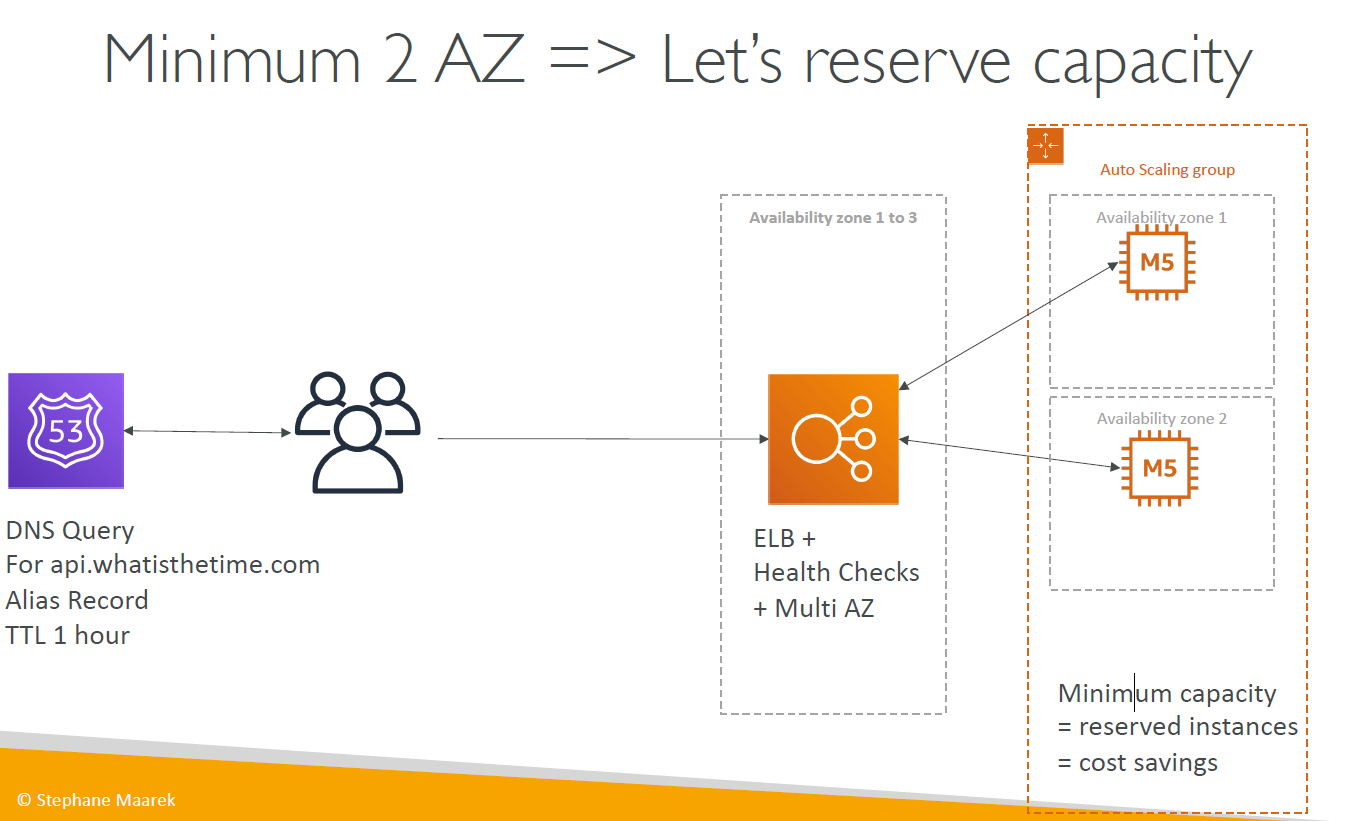 Minimum 2 AZ => Let's reserve capacity
Auto Scaling group
Availability zone 1 to 3
Availability zone 1
M5
Availability zone 2
M5
53
DNS Query
For api.whatisthetime.com
Alias Record
TTL 1 hour
ELB +
Health Checks
+ Multi AZ
Minimum capacity
= reserved instances
= cost savings
© Stephane Maarek